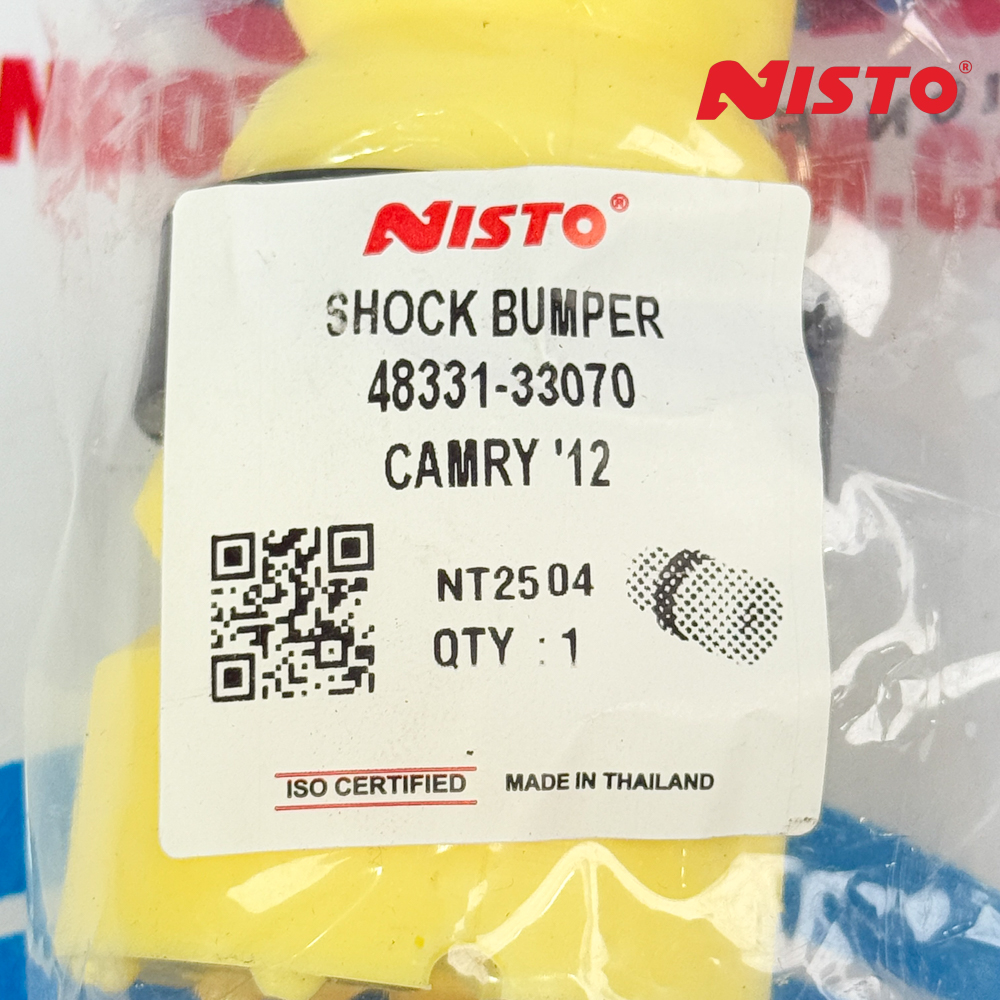 NISTO®
NISTO®
SHOCK BUMPER
48331-33070
CAMRY '12
NT2504
QTY : 1
ISO CERTIFIED
MADE IN THAILAND